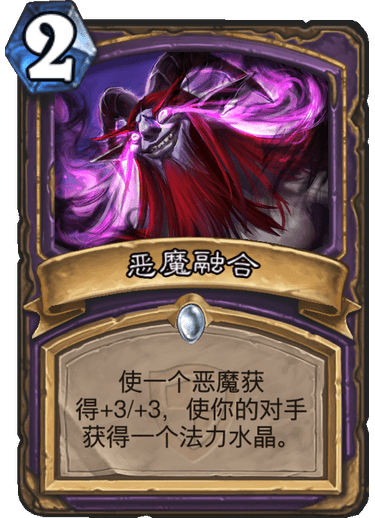 2
恶魔融合
使一个恶魔获
得+3/+3，使你的对手
获得一个法力水晶。